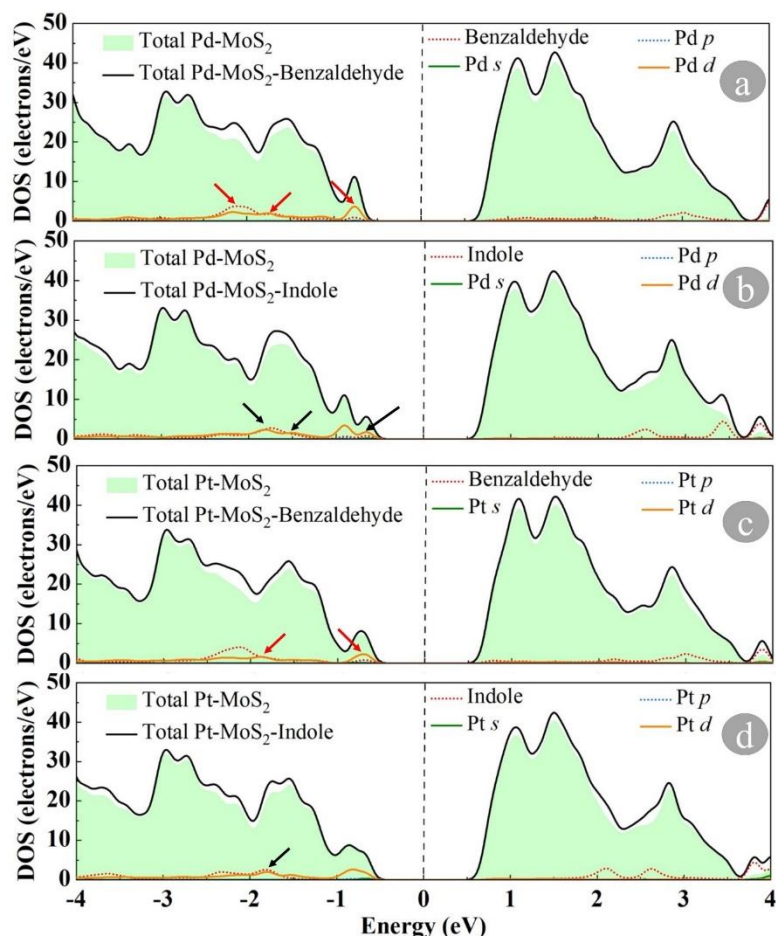 50
40
30
20
10
0
DOS (electrons/eV)
Total Pd-MoS₂
Total Pd-MoS₂-Benzaldehyde
Benzaldehyde
Pd s
Pd p
Pd d
a
50
40
30
20
10
0
DOS (electrons/eV)
Total Pd-MoS₂
Total Pd-MoS₂-Indole
Indole
Pd s
Pd p
Pd d
b
50
40
30
20
10
0
DOS (electrons/eV)
Total Pt-MoS₂
Total Pt-MoS₂-Benzaldehyde
Benzaldehyde
Pt s
Pt p
Pt d
c
50
40
30
20
10
0
DOS (electrons/eV)
Total Pt-MoS₂
Total Pt-MoS₂-Indole
Indole
Pt s
Pt p
Pt d
d
-4 -3 -2 -1 0 1 2 3 4
Energy (eV)